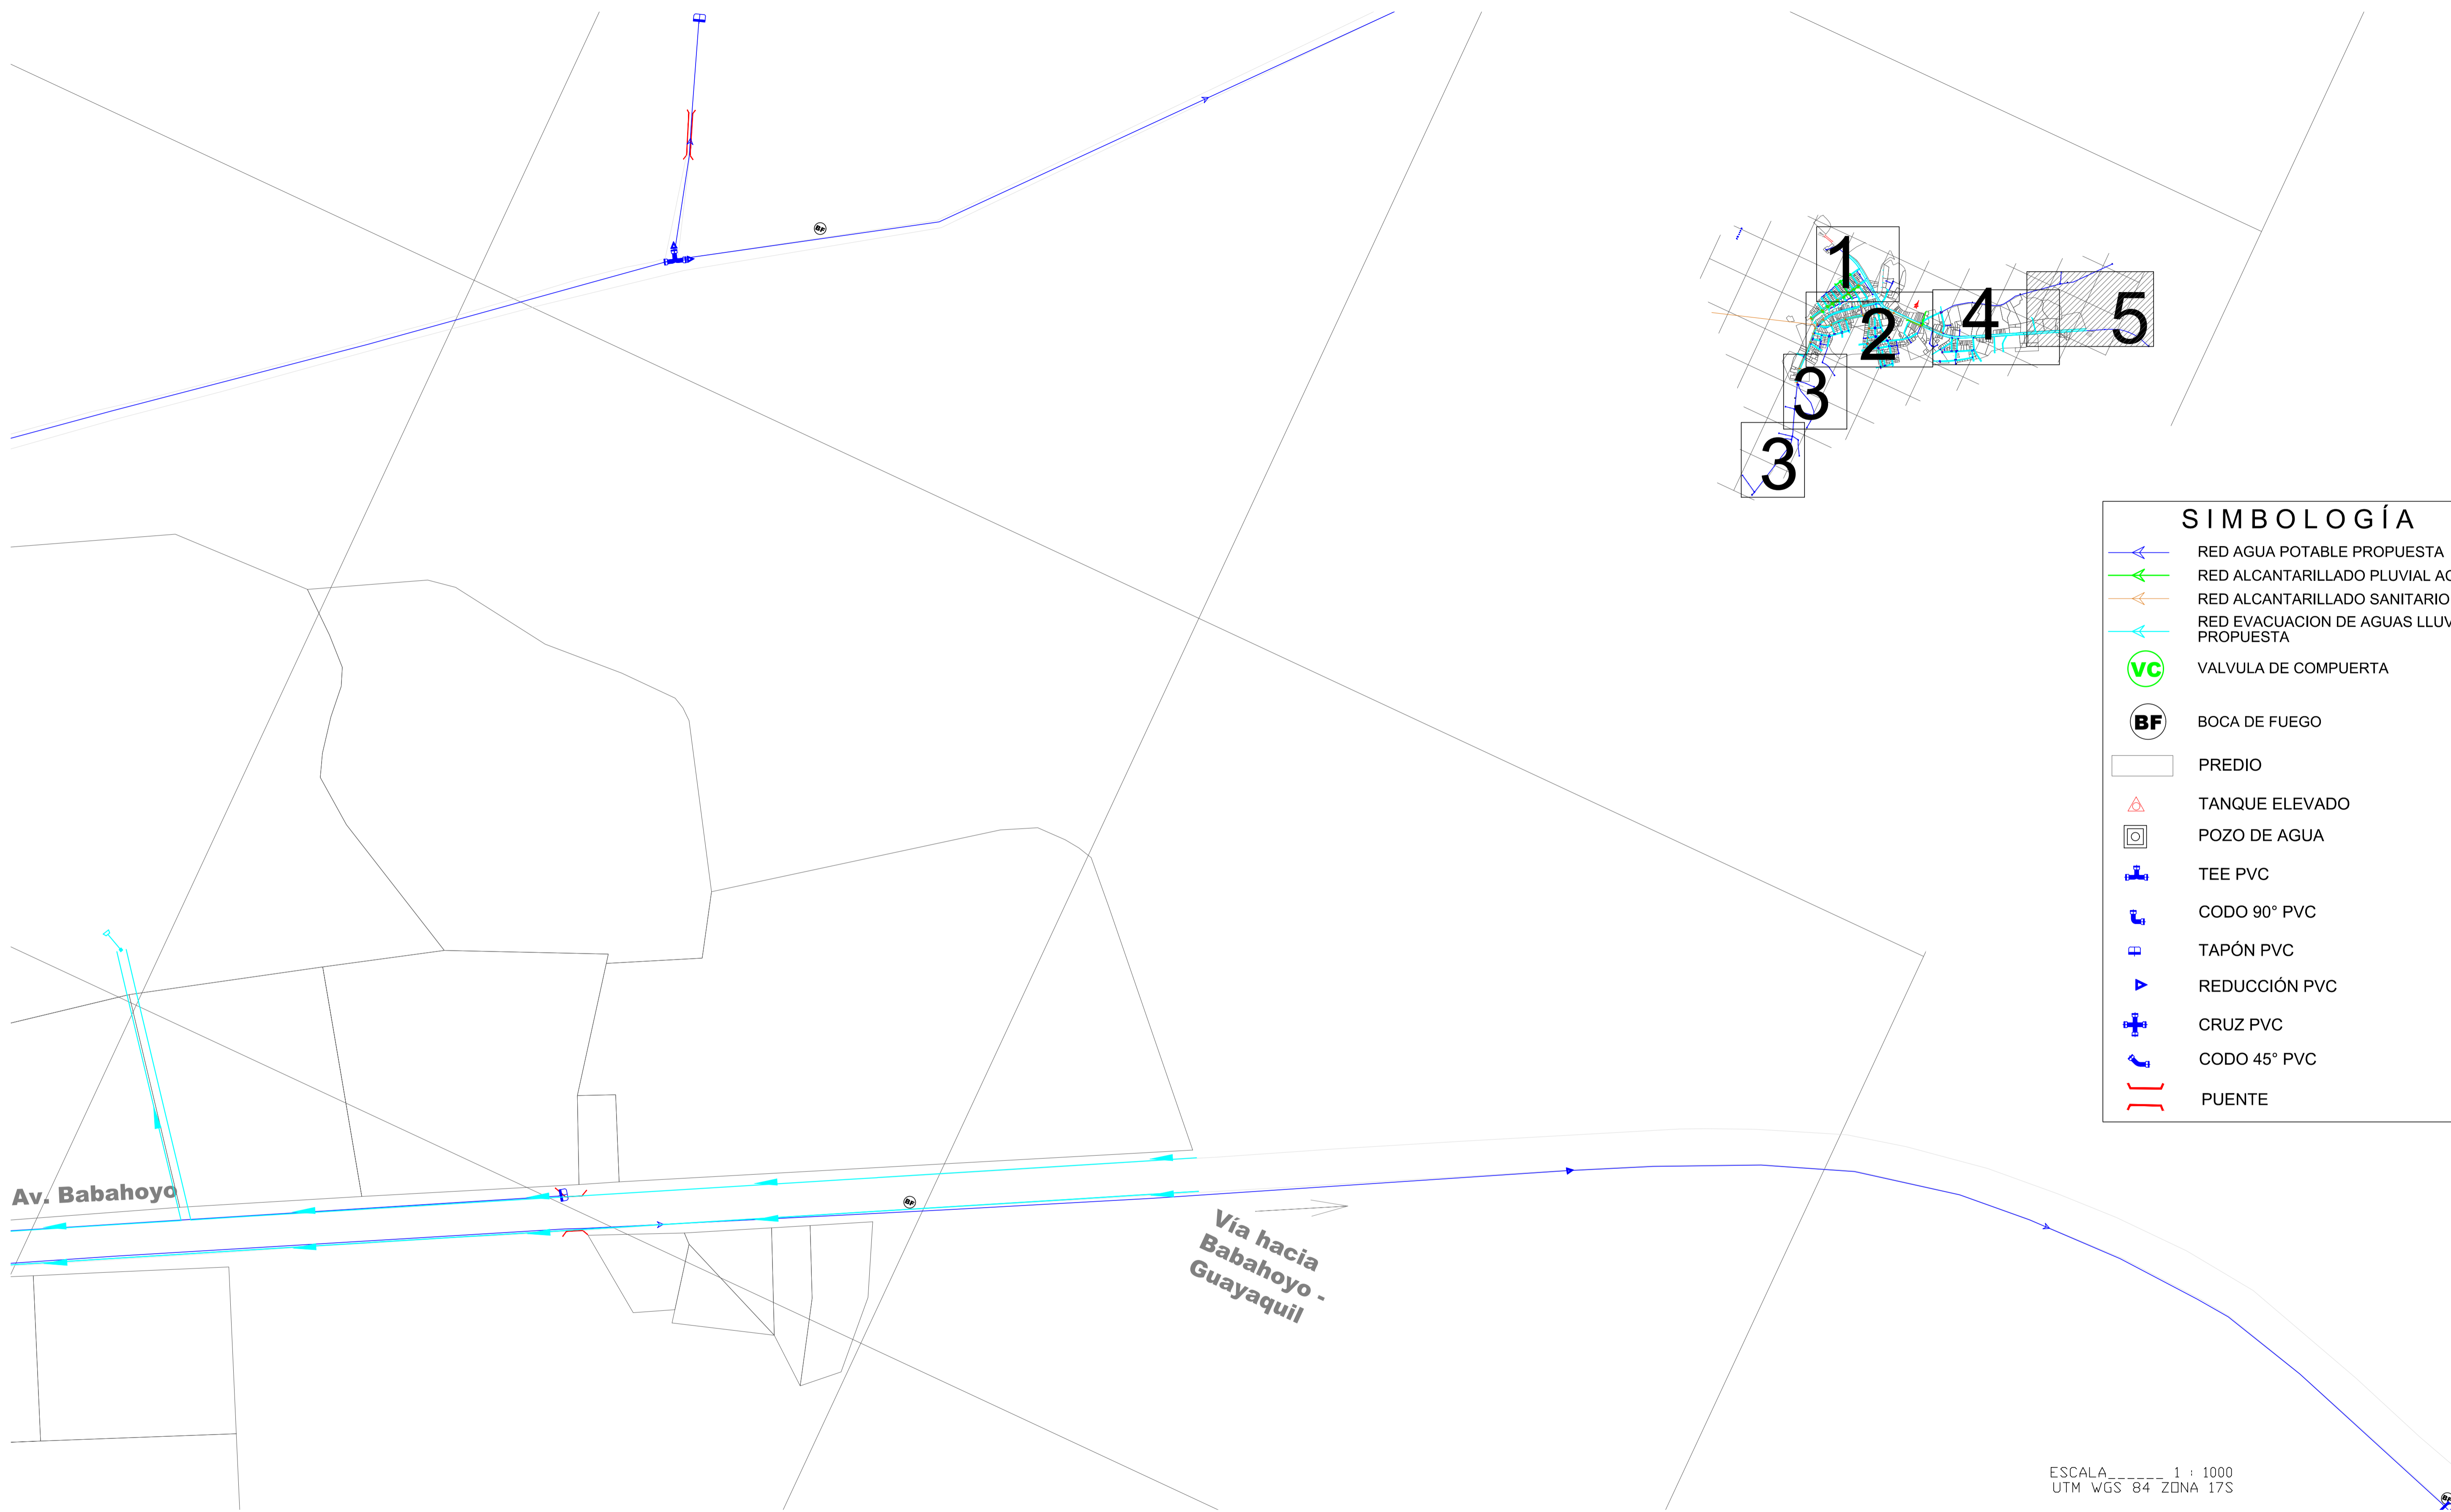 BF
1
2
3
3
4
5
SIMBOLOGÍA
RED AGUA POTABLE PROPUESTA
RED ALCANTARILLADO PLUVIAL
RED ALCANTARILLADO SANITARIO
RED EVACUACION DE AGUAS
PROPUESTA
VC VALVULA DE COMPUERTA
BF BOCA DE FUEGO
PREDIO
TANQUE ELEVADO
POZO DE AGUA
TEE PVC
CODO 90° PVC
TAPÓN PVC
REDUCCIÓN PVC
CRUZ PVC
CODO 45° PVC
PUENTE
Av. Babahoyo
BF
Vía hacia
Babahoyo -
Guayaquil
ESCALA______ 1 : 1000
UTM WGS 84 ZONA 17S
BF